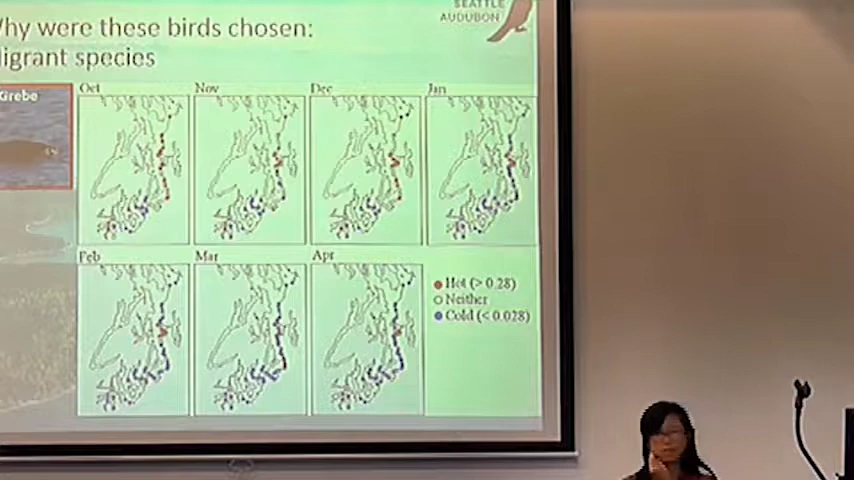 SEATTLE
AUDUBON
hy were these birds chosen:
igrant species
Grebe
Oct
Nov
Dec
Jan
Feb
Mar
Apr
Hot (> 0.28)
Neither
Cold (< 0.028)